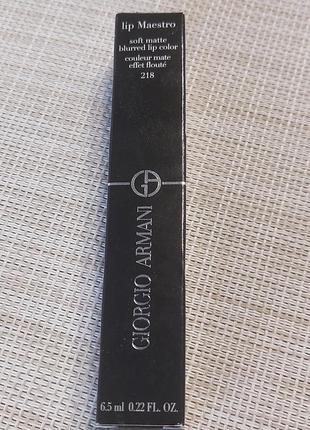 lip Maestro
soft matte
blurred lip color
couleur mate
effet flouté
218
GA
GIORGIO ARMANI
6.5 ml 0.22 FL. OZ.